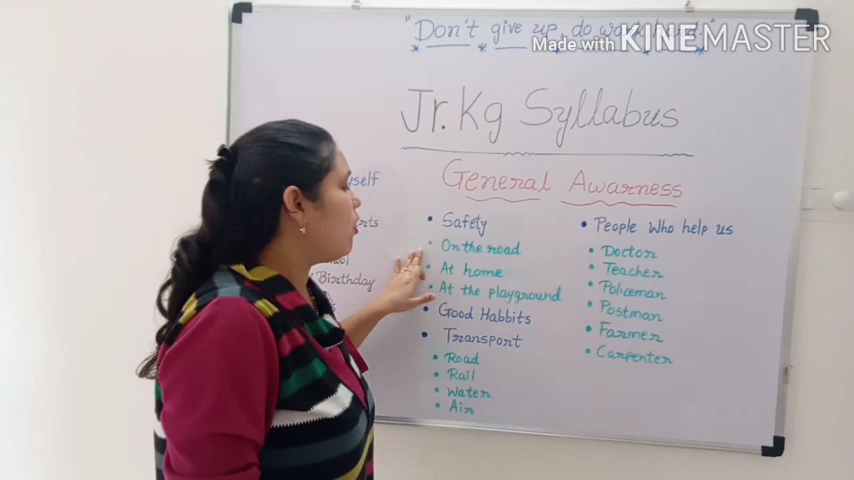 "Don't give up, do work hard"
Made with KINEMASTER
Jr. Kg Syllabus
General Awarness
yself
rts
Birthday
• Safety
• On the road
• At home
• At the playground
• Good Habbits
• Transport
• Road
• Rail
• Water
• Air
• People Who help us
• Doctor
• Teacher
• Policeman
• Postman
• Farmer
• Carpenter